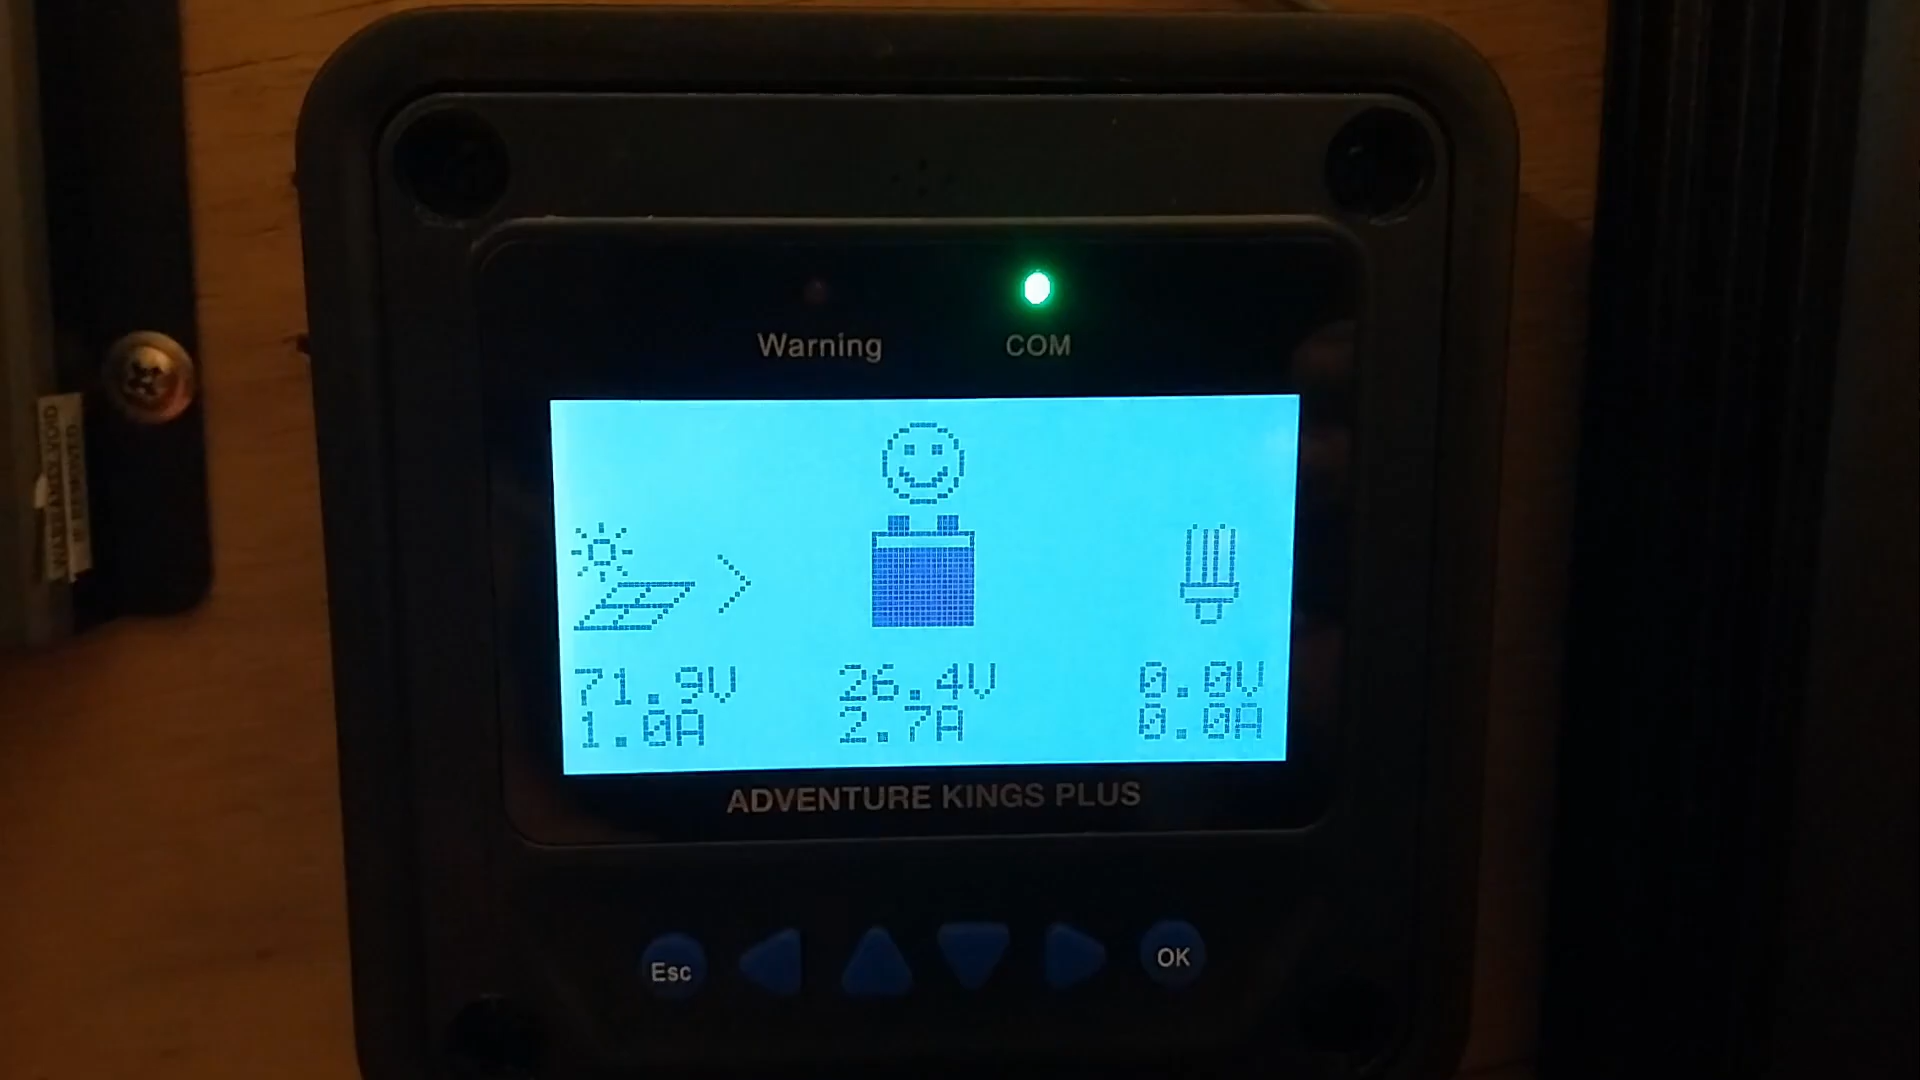 Warning COM
71.9V 26.4V 0.0V
1.0A 2.7A 0.0A
ADVENTURE KINGS PLUS
Esc OK